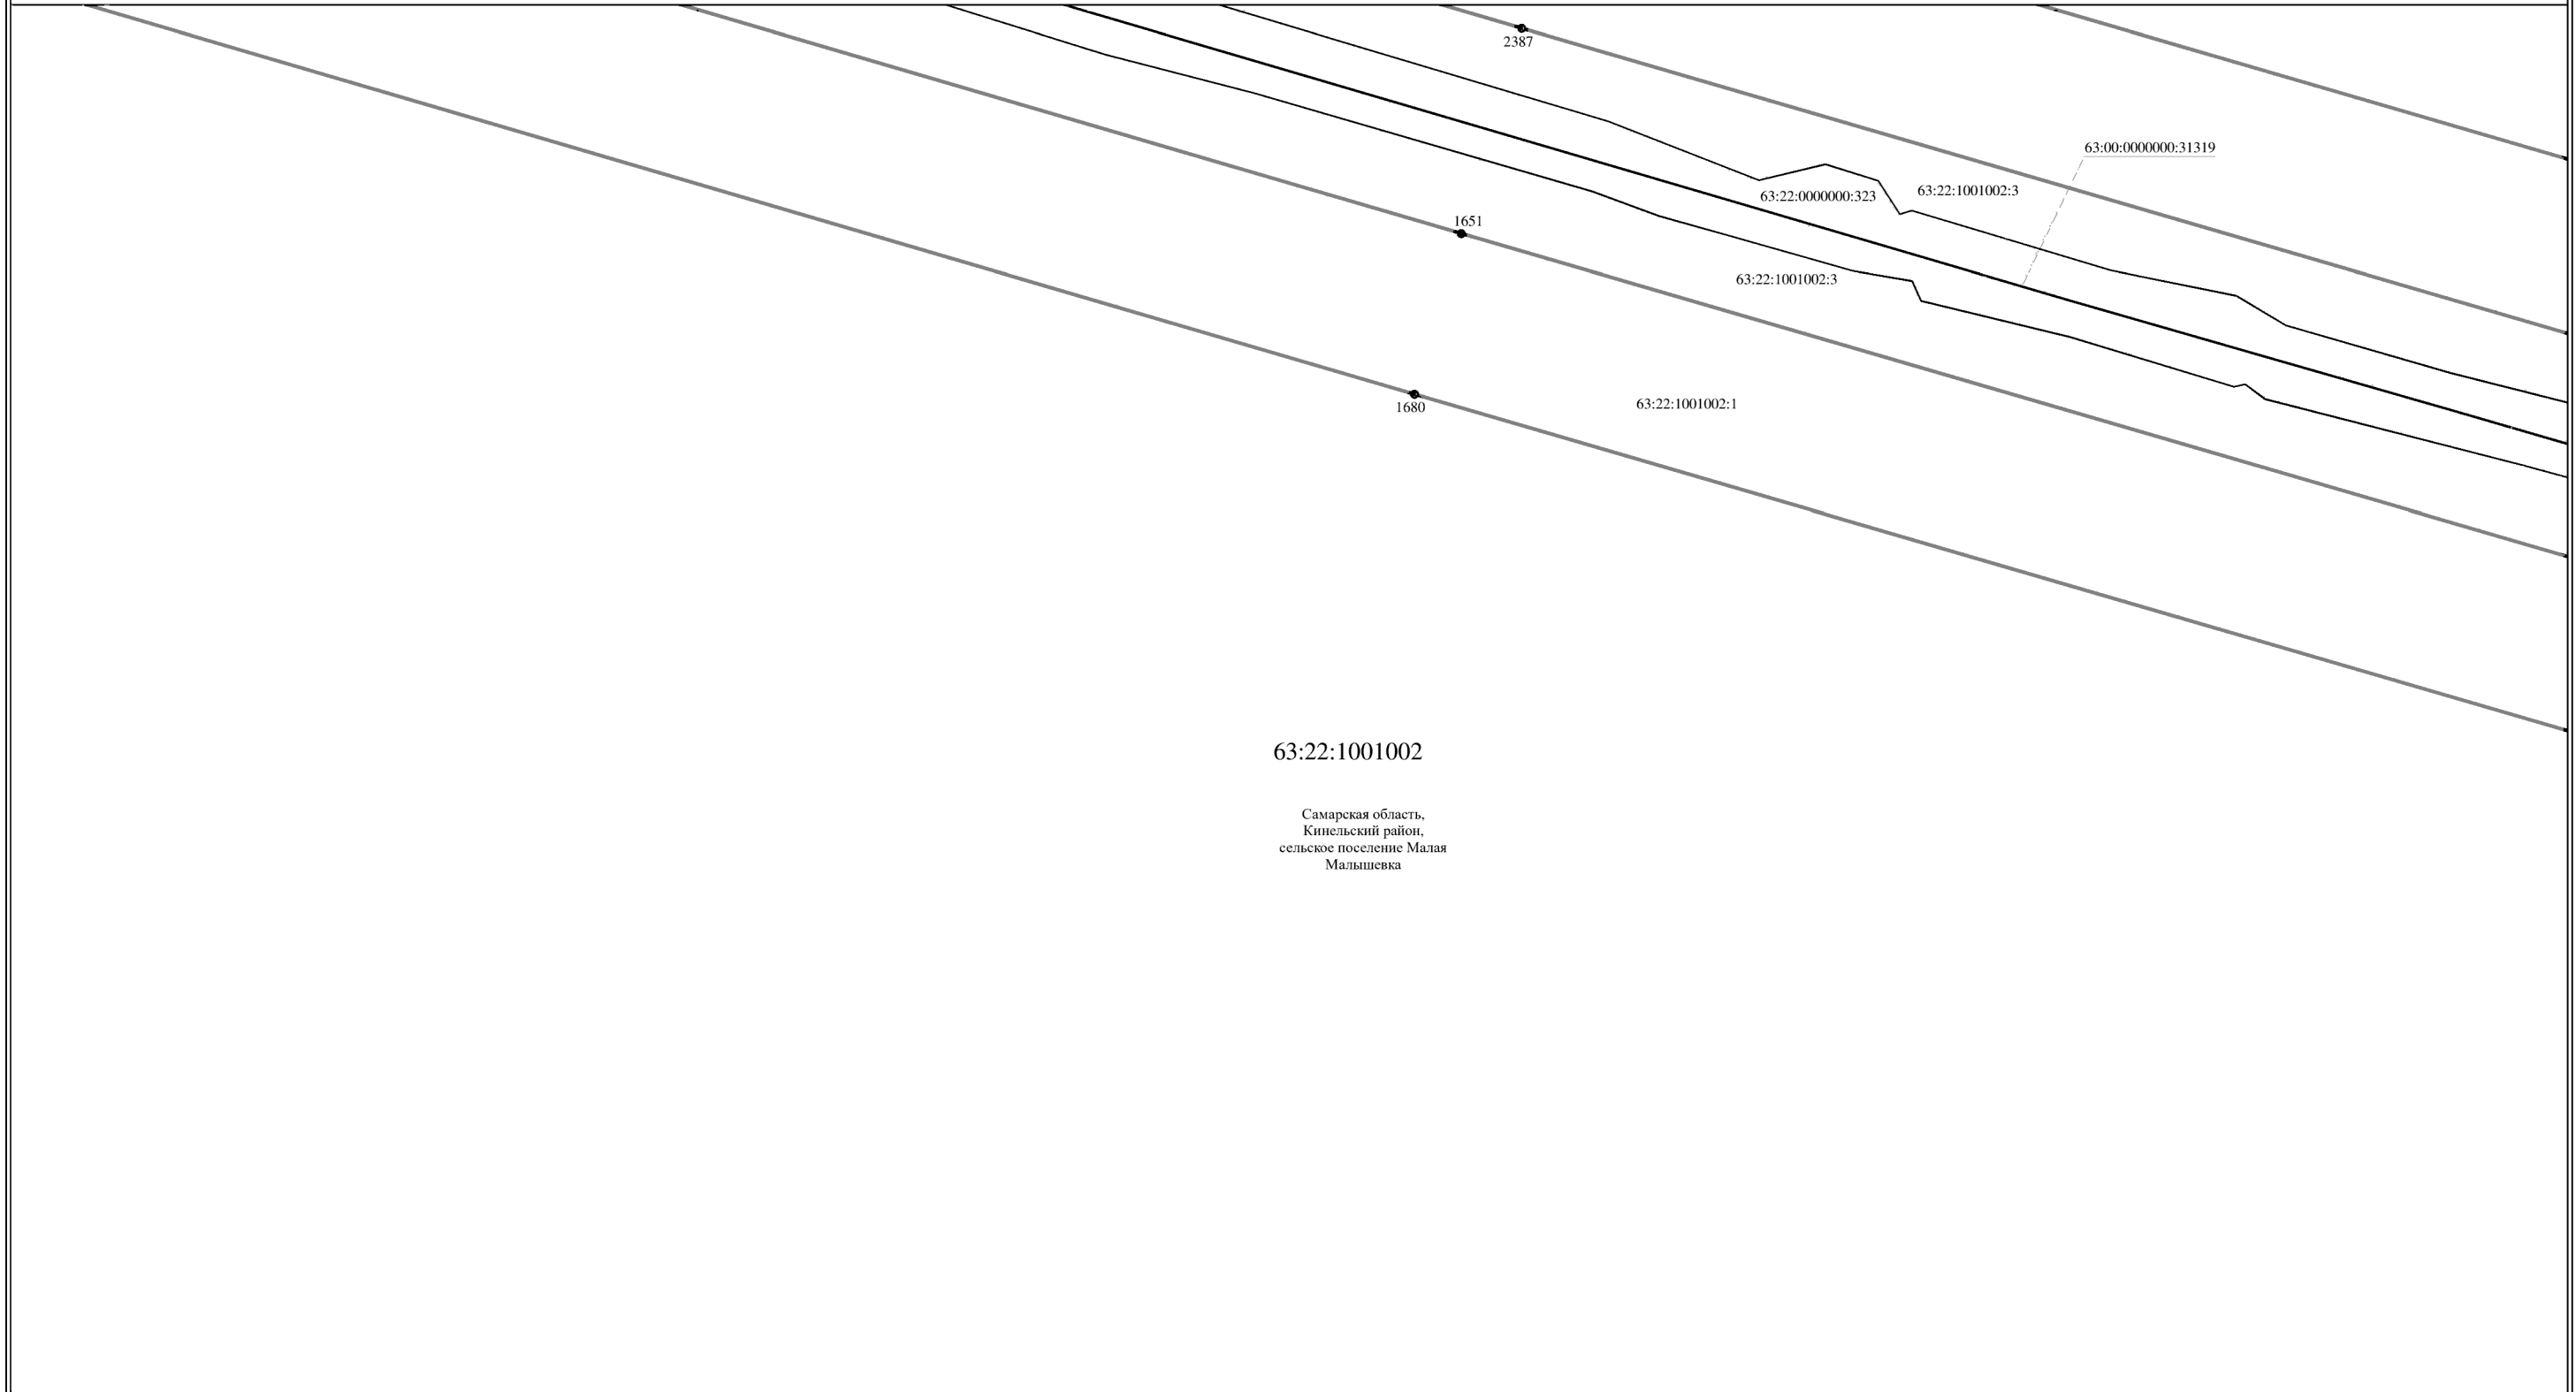 2387
63:00:0000000:31319
63:22:0000000:323
63:22:1001002:3
1651
63:22:1001002:3
1680
63:22:1001002:1
63:22:1001002
Самарская область,
Кинельский район,
сельское поселение Малая
Малышевка